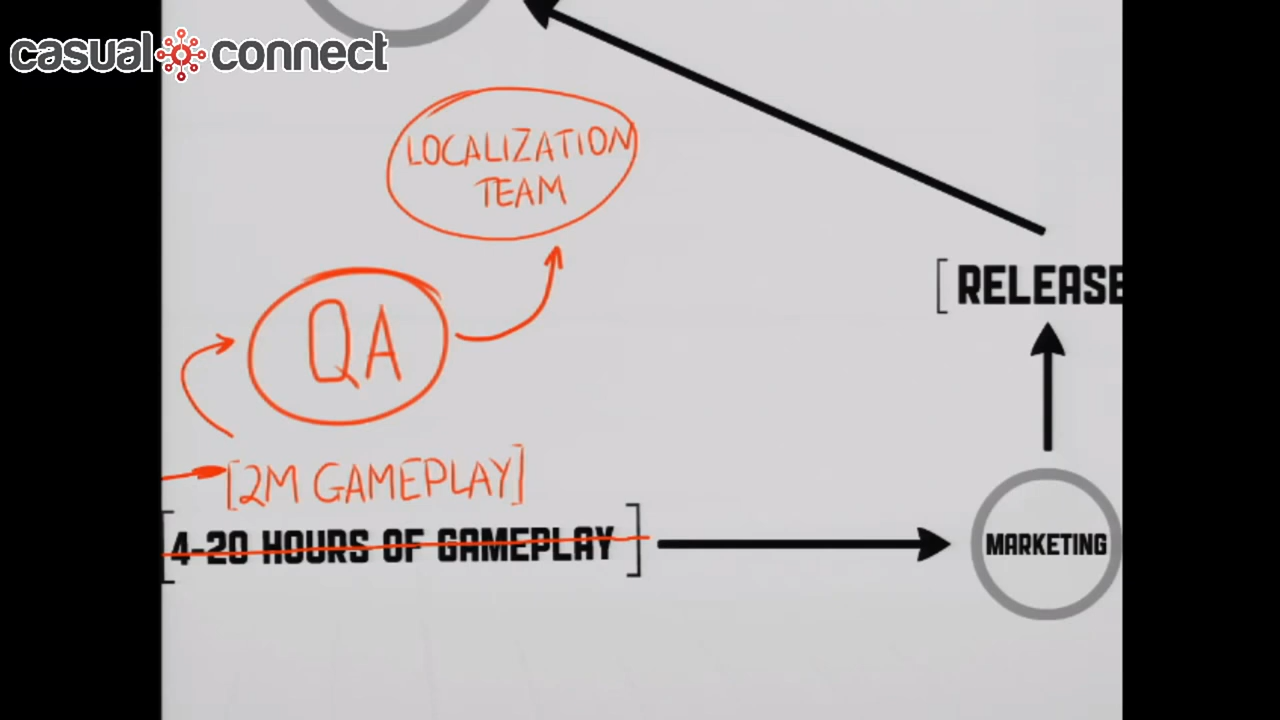 casual connect
LOCALIZATION
TEAM
[RELEASE
QA
[2M GAMEPLAY]
[4-20 HOURS OF GAMEPLAY]
MARKETING